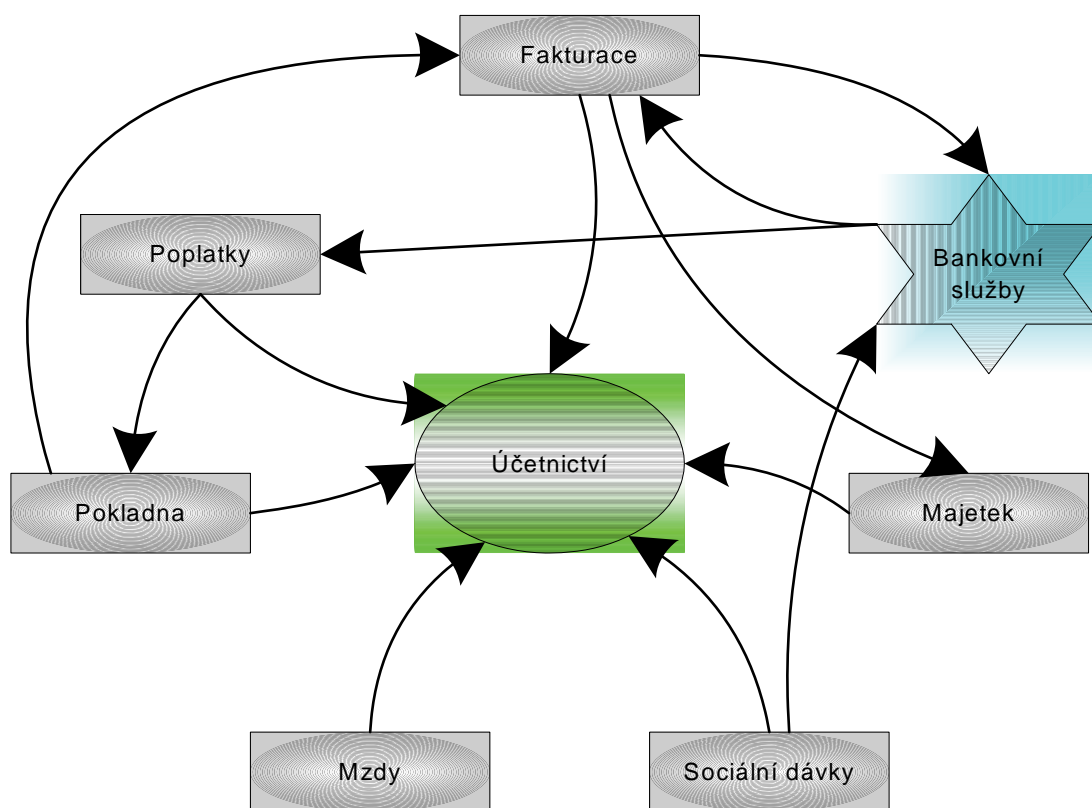 Fakturace
Poplatky
Bankovní
služby
Účetnictví
Pokladna
Majetek
Mzdy
Sociální dávky